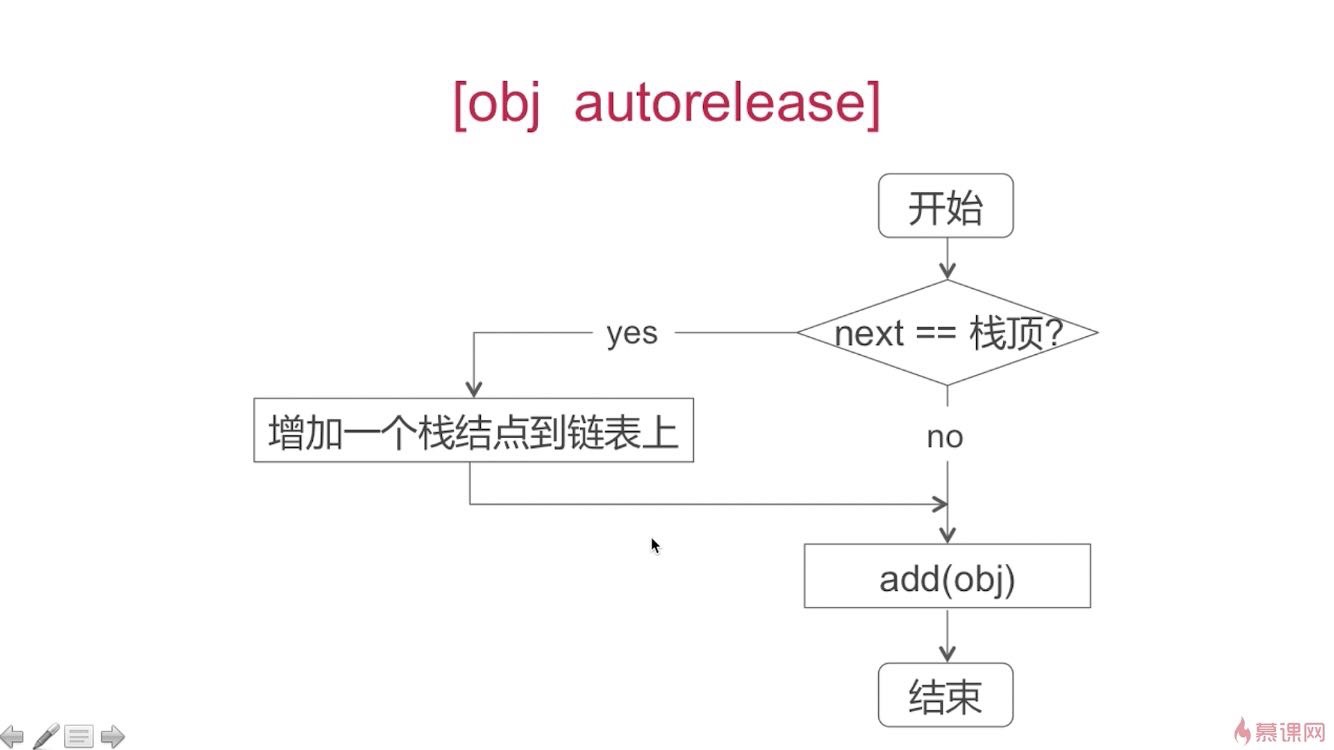 [obj autorelease]
开始
next == 栈顶?
yes
增加一个栈结点到链表上
no
add(obj)
结束
慕课网